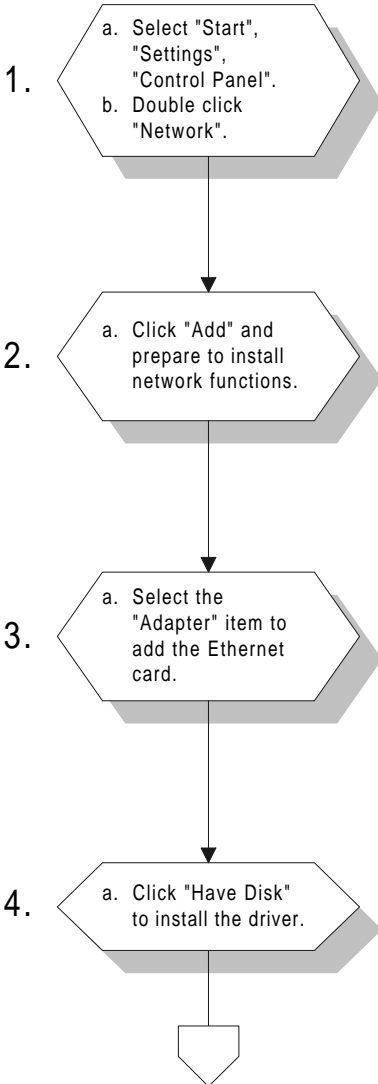 1.
a. Select "Start",
"Settings",
"Control Panel".
b. Double click
"Network".
2.
a. Click "Add" and
prepare to install
network functions.
3.
a. Select the
"Adapter" item to
add the Ethernet
card.
4.
a. Click "Have Disk"
to install the driver.